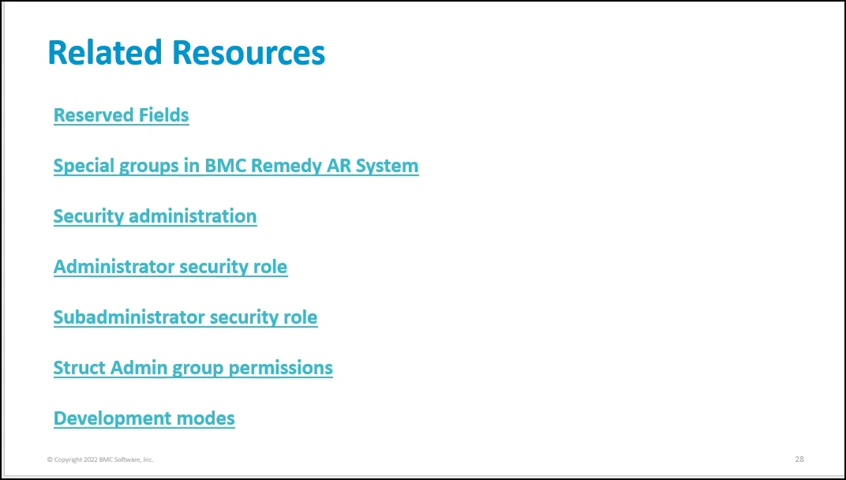 Related Resources
Reserved Fields
Special groups in BMC Remedy AR System
Security administration
Administrator security role
Subadministrator security role
Struct Admin group permissions
Development modes
© Copyright 2022 BMC Software, Inc.
28